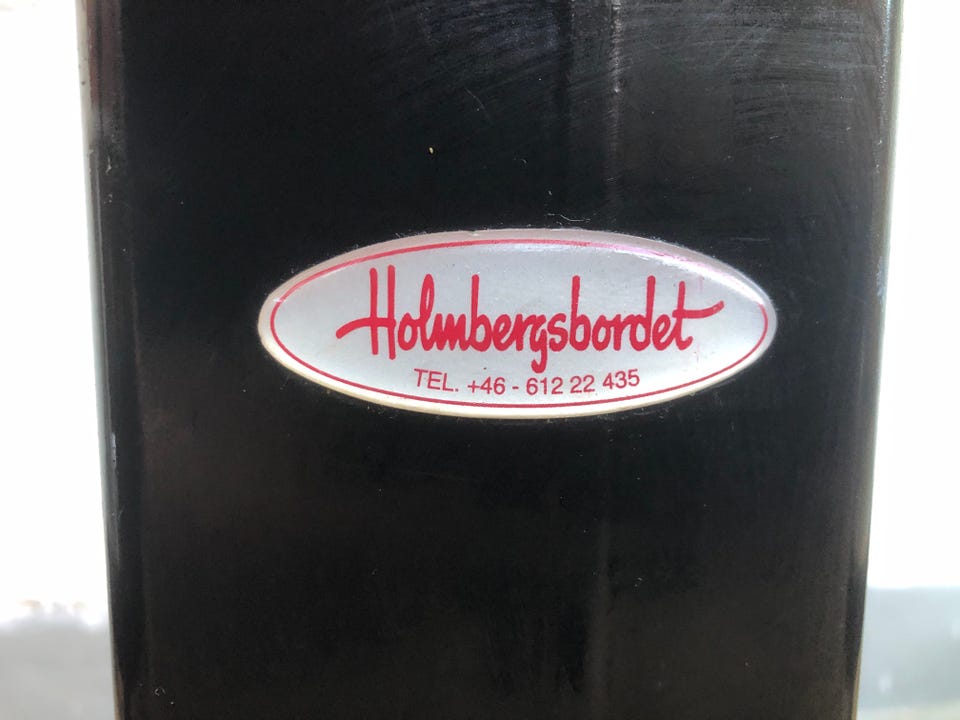 Holmbergsbordet
TEL. +46 - 612 22 435